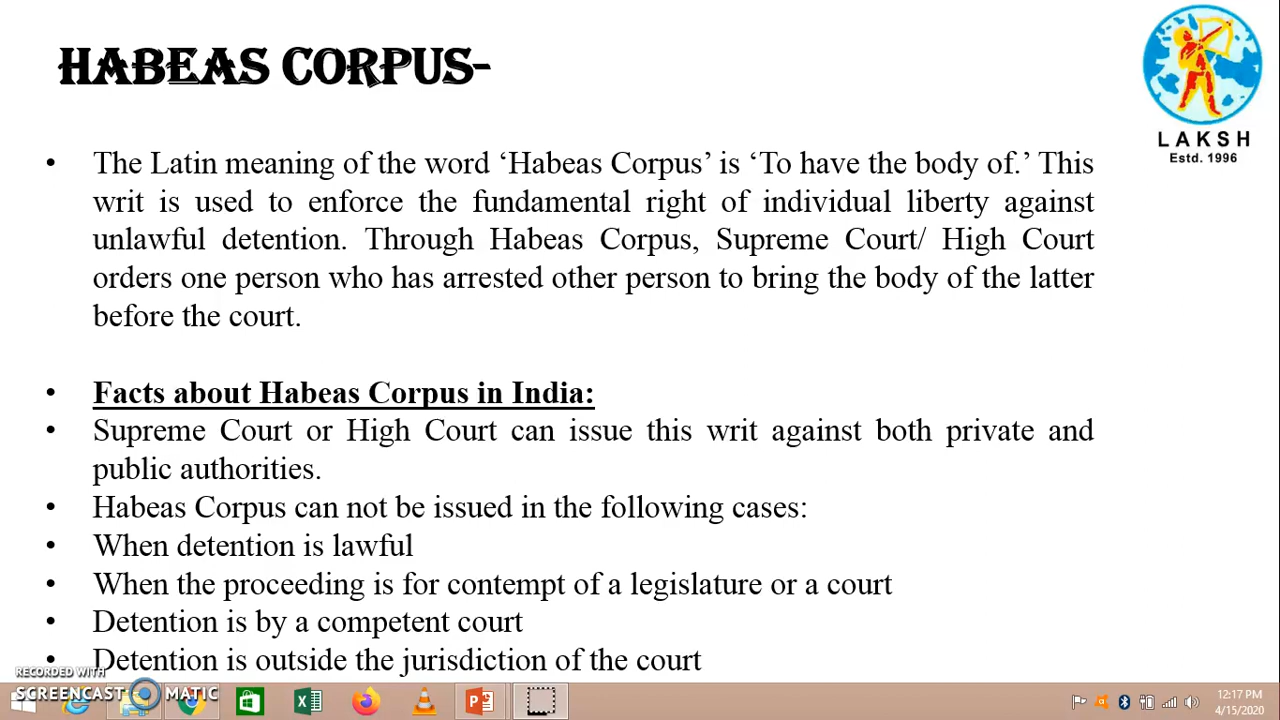 HABEAS CORPUS-
LAKSH
Estd. 1996
• The Latin meaning of the word ‘Habeas Corpus’ is ‘To have the body of.’ This
writ is used to enforce the fundamental right of individual liberty against
unlawful detention. Through Habeas Corpus, Supreme Court/ High Court
orders one person who has arrested other person to bring the body of the latter
before the court.
• Facts about Habeas Corpus in India:
• Supreme Court or High Court can issue this writ against both private and
public authorities.
• Habeas Corpus can not be issued in the following cases:
• When detention is lawful
• When the proceeding is for contempt of a legislature or a court
• Detention is by a competent court
• Detention is outside the jurisdiction of the court
RECORDED WITH
SCREENCAST MATIC
12:17 PM
4/15/2020